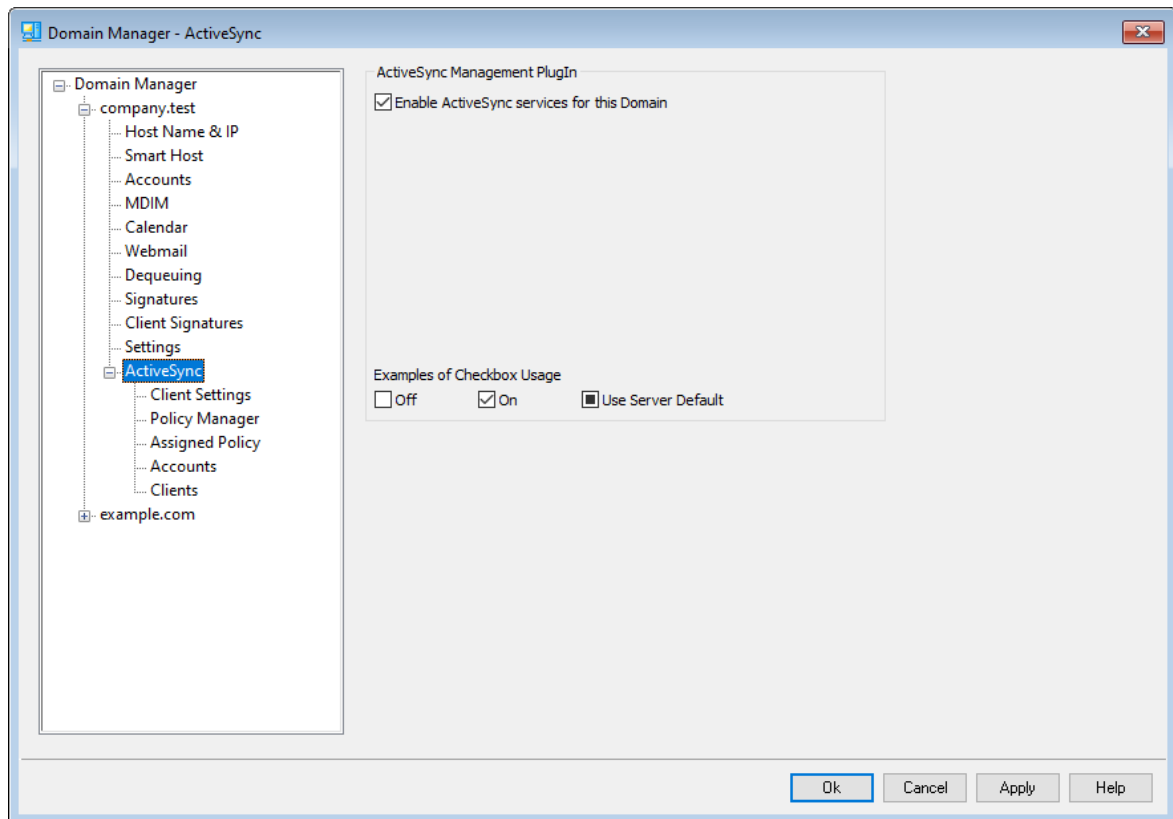 Domain Manager - ActiveSync
Domain Manager
company.test
Host Name & IP
Smart Host
Accounts
MDIM
Calendar
Webmail
Dequeuing
Signatures
Client Signatures
Settings
ActiveSync
Client Settings
Policy Manager
Assigned Policy
Accounts
Clients
example.com
ActiveSync Management PlugIn
Enable ActiveSync services for this Domain
Examples of Checkbox Usage
Off On Use Server Default
Ok Cancel Apply Help